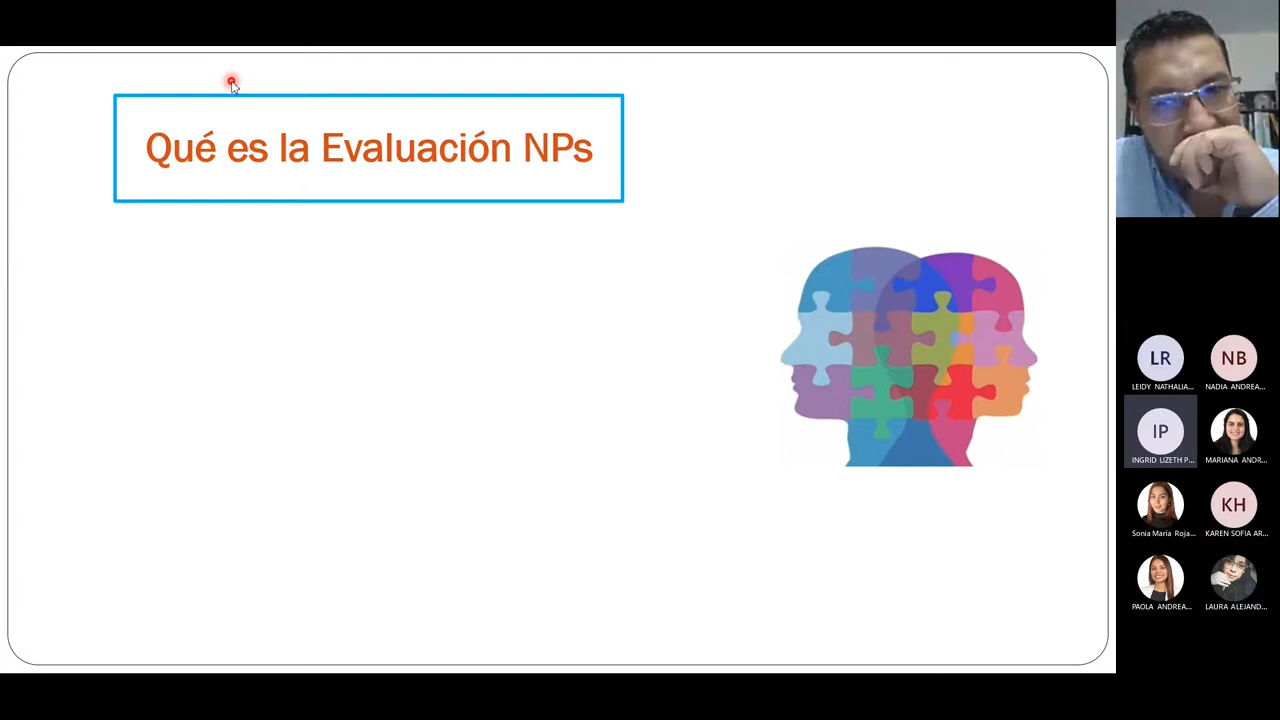 Qué es la Evaluación NPs
LR
NB
LEIDY NATHALIA...
NADIA ANDREA...
IP
INGRID LIZETH P...
MARIANA ANDR...
KH
Sonia María Roja...
KAREN SOFIA AR...
PAOLA ANDREA...
LAURA ALEJAND...